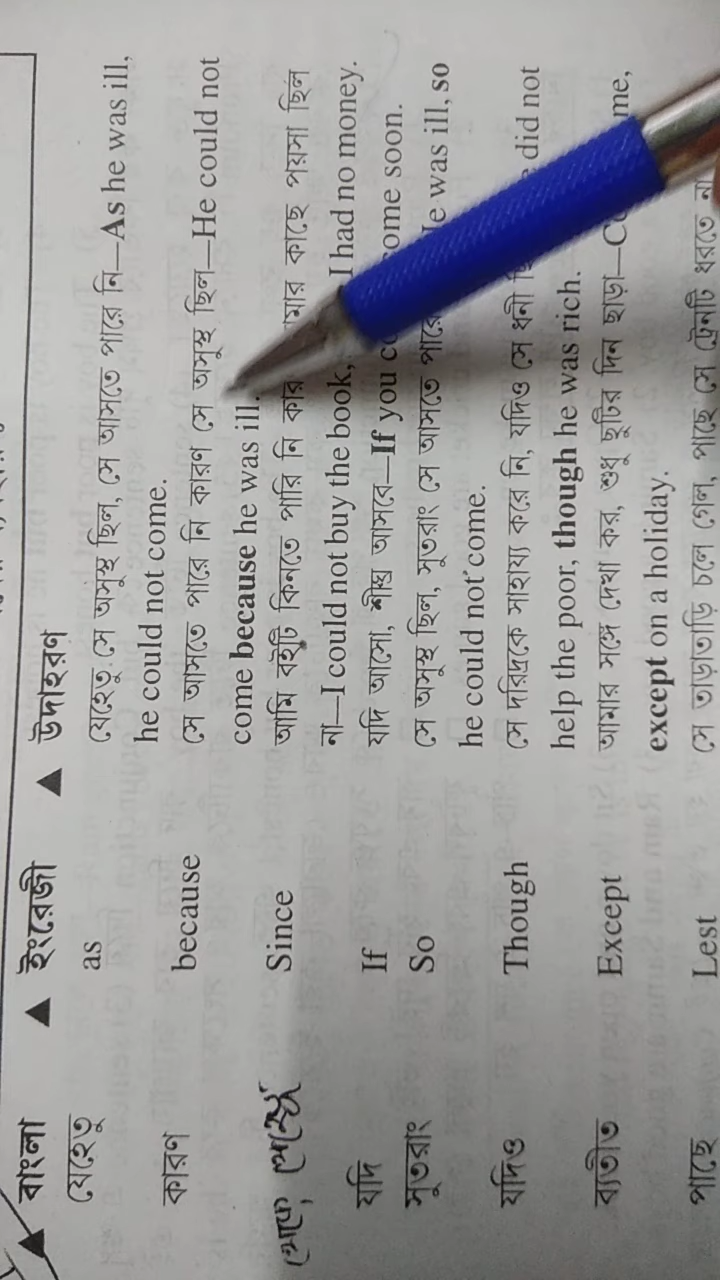 ▲ বাংলা ▲ ইংরেজী ▲ উদাহরণ
যেহেতু as যেহেতু সে অসুস্থ ছিল, সে আসতে পারে নি—As he was ill,
he could not come.
কারণ because সে আসতে পারে নি কারণ সে অসুস্থ ছিল—He could not
come because he was ill.
Since আমি বইটি কিনতে পারি নি কার মার কাছে পয়সা ছিল
না—I could not buy the book, I had no money.
যদি If যদি আসো, শীঘ্র আসবে—If you come soon.
সুতরাং So সে অসুস্থ ছিল, সুতরাং সে আসতে পারে He was ill, so
he could not come.
যদিও Though সে দরিদ্রকে সাহায্য করে নি, যদিও সে ধনী did not
help the poor, though he was rich.
ব্যতীত Except আমার সঙ্গে দেখা কর, শুধু ছুটির দিন ছাড়া— me,
except on a holiday.
পাছে Lest সে তাড়াতাড়ি চলে গেল, পাছে সে ট্রেনটি ধরতে না